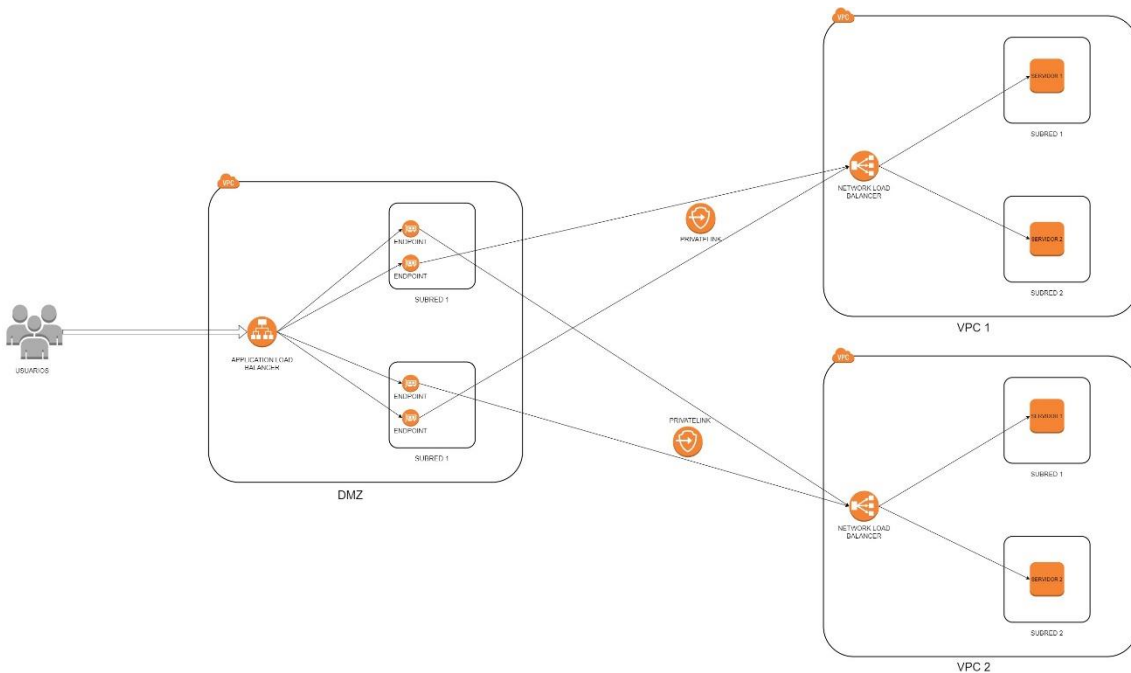 VPC
SERVIDOR 1
SUBRED 1
NETWORK LOAD
BALANCER
SERVIDOR 2
SUBRED 2
VPC 1
PRIVATELINK
VPC
ENDPOINT
ENDPOINT
SUBRED 1
APPLICATION LOAD
BALANCER
ENDPOINT
ENDPOINT
SUBRED 1
DMZ
USUARIOS
PRIVATELINK
VPC
SERVIDOR 1
SUBRED 1
NETWORK LOAD
BALANCER
SERVIDOR 2
SUBRED 2
VPC 2